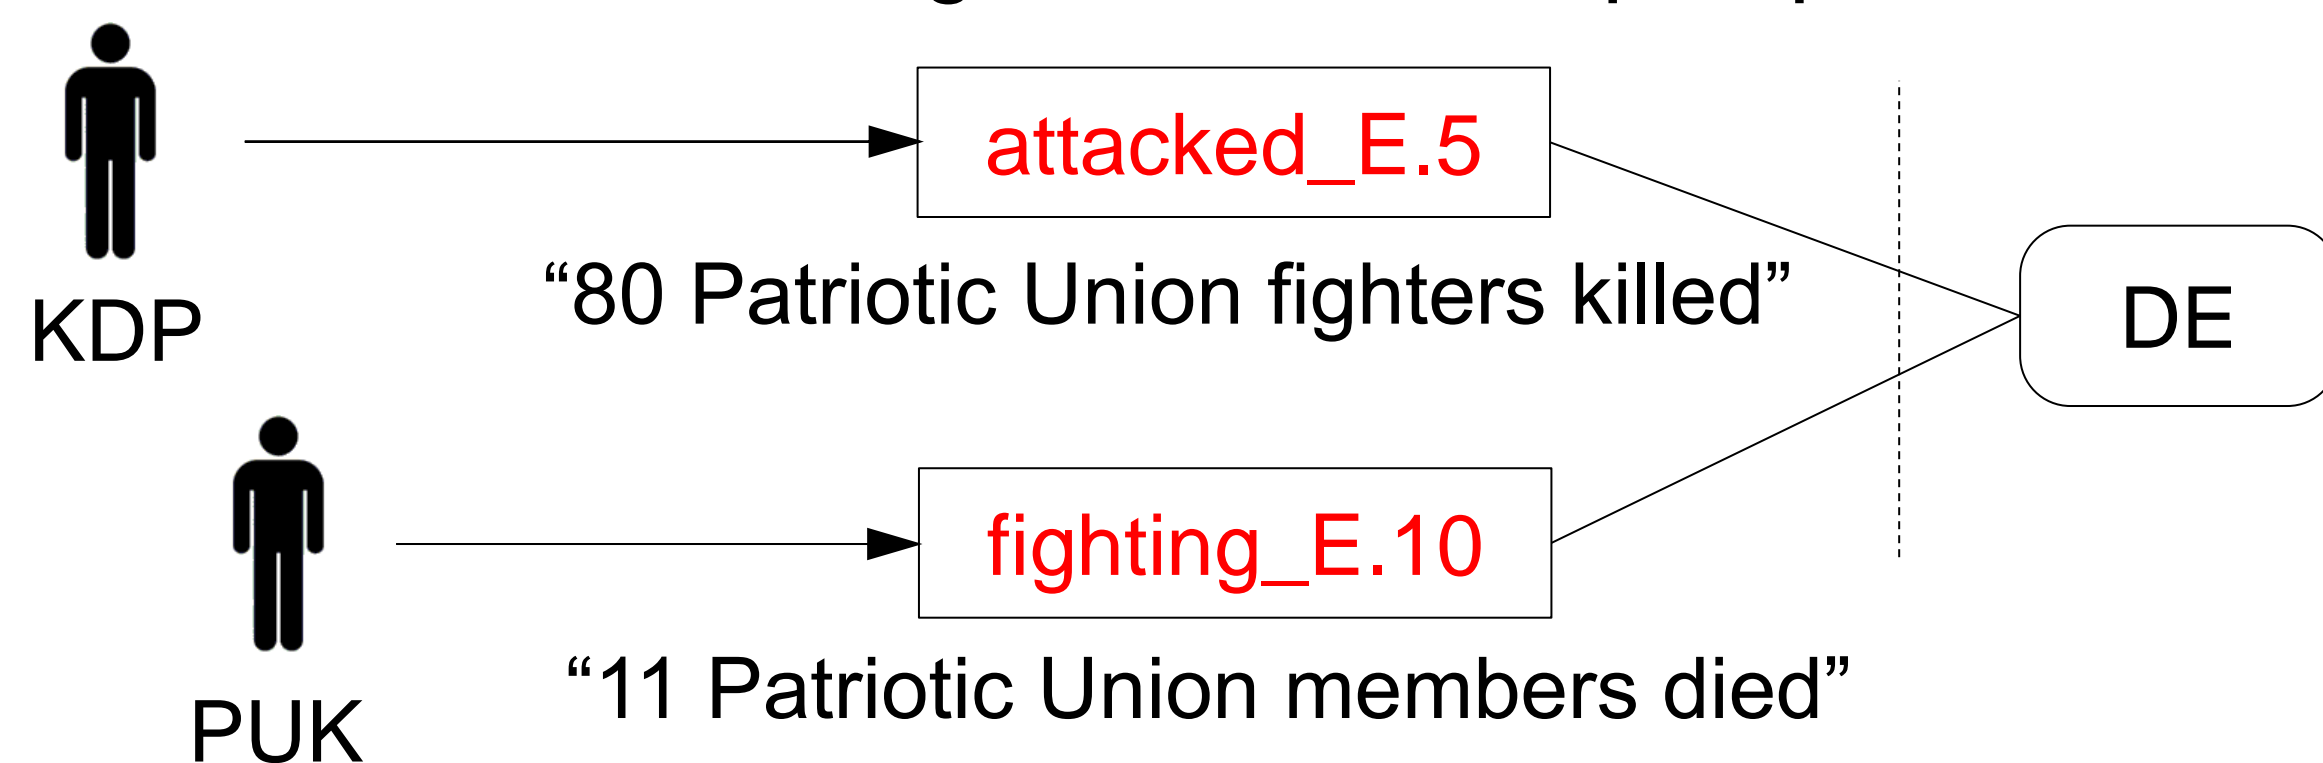 attacked_E.5
“80 Patriotic Union fighters killed”
KDP
DE
fighting_E.10
“11 Patriotic Union members died”
PUK